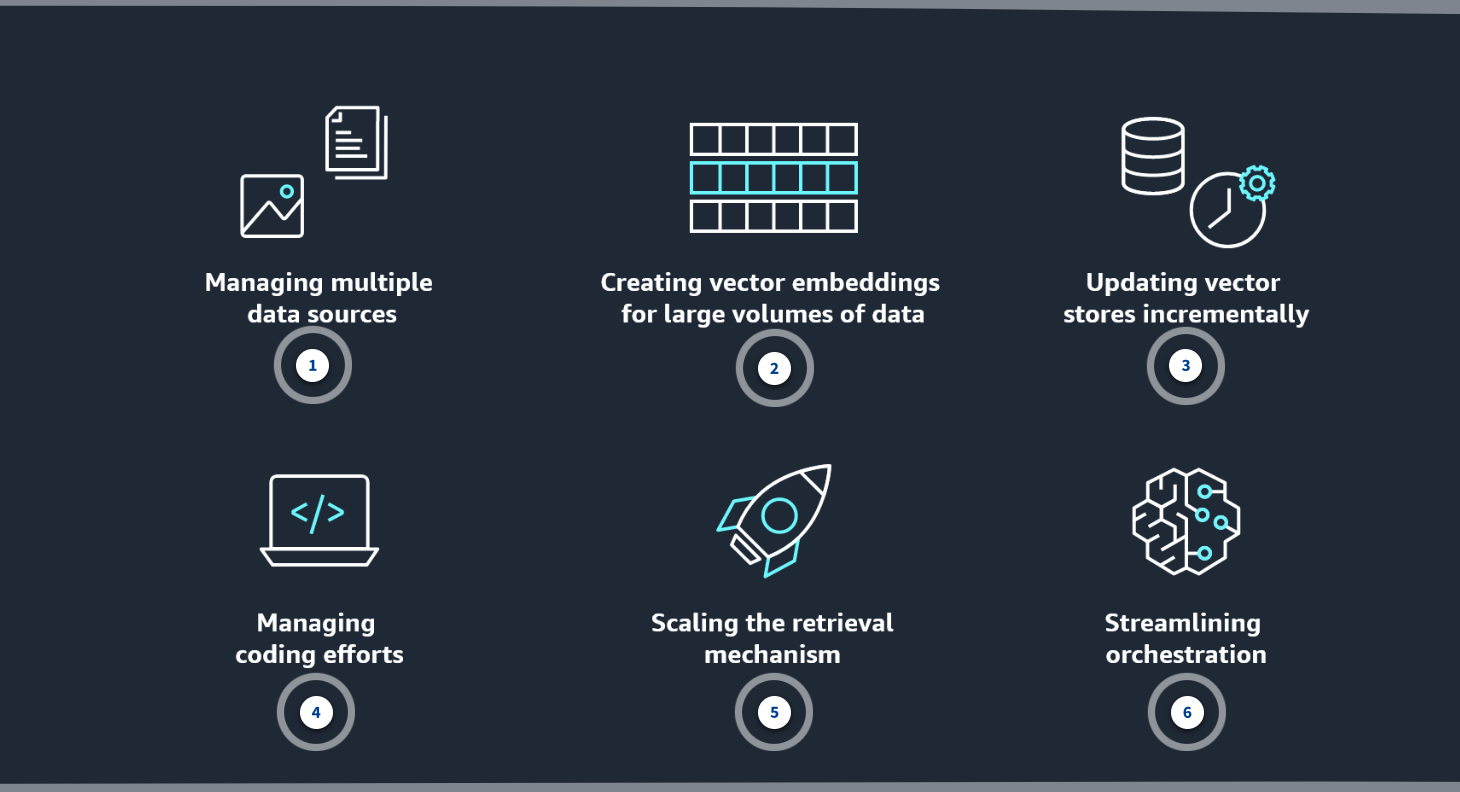 Managing multiple
data sources
1
Creating vector embeddings
for large volumes of data
2
Updating vector
stores incrementally
3
</>
Managing
coding efforts
4
Scaling the retrieval
mechanism
5
Streamlining
orchestration
6